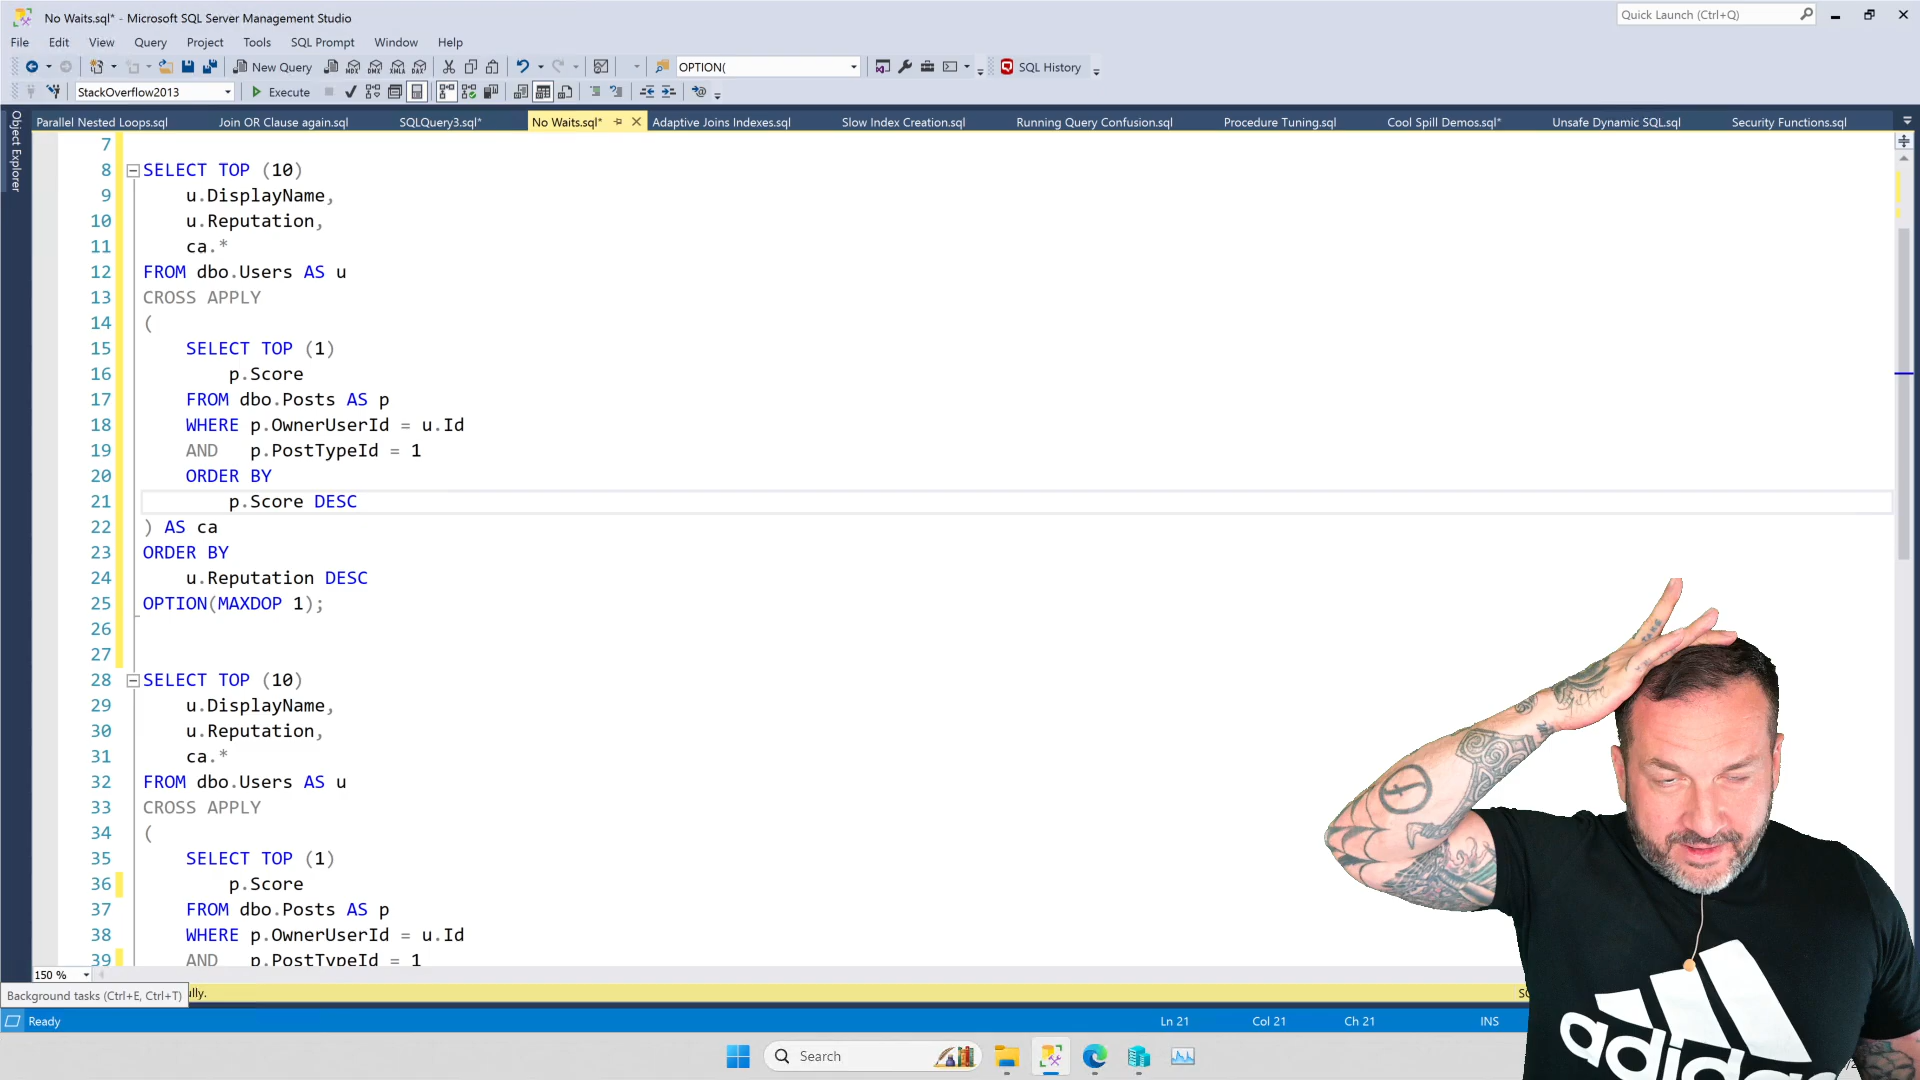 No Waits.sql* - Microsoft SQL Server Management Studio
Quick Launch (Ctrl+Q)
File Edit View Query Project Tools SQL Prompt Window Help
New Query
MDX DMX XMLA DAX
OPTION(
SQL History
StackOverflow2013
Execute
Parallel Nested Loops.sql Join OR Clause again.sql SQLQuery3.sql* No Waits.sql* Adaptive Joins Indexes.sql Slow Index Creation.sql Running Query Confusion.sql Procedure Tuning.sql Cool Spill Demos.sql* Unsafe Dynamic SQL.sql Security Functions.sql
Object Explorer
7
8 SELECT TOP (10)
9 u.DisplayName,
10 u.Reputation,
11 ca.*
12 FROM dbo.Users AS u
13 CROSS APPLY
14 (
15 SELECT TOP (1)
16 p.Score
17 FROM dbo.Posts AS p
18 WHERE p.OwnerUserId = u.Id
19 AND p.PostTypeId = 1
20 ORDER BY
21 p.Score DESC
22 ) AS ca
23 ORDER BY
24 u.Reputation DESC
25 OPTION(MAXDOP 1);
26
27
28 SELECT TOP (10)
29 u.DisplayName,
30 u.Reputation,
31 ca.*
32 FROM dbo.Users AS u
33 CROSS APPLY
34 (
35 SELECT TOP (1)
36 p.Score
37 FROM dbo.Posts AS p
38 WHERE p.OwnerUserId = u.Id
39 AND p.PostTypeId = 1
150 %
Background tasks (Ctrl+E, Ctrl+T)
lly.
Ready Ln 21 Col 21 Ch 21 INS
Search
adidas